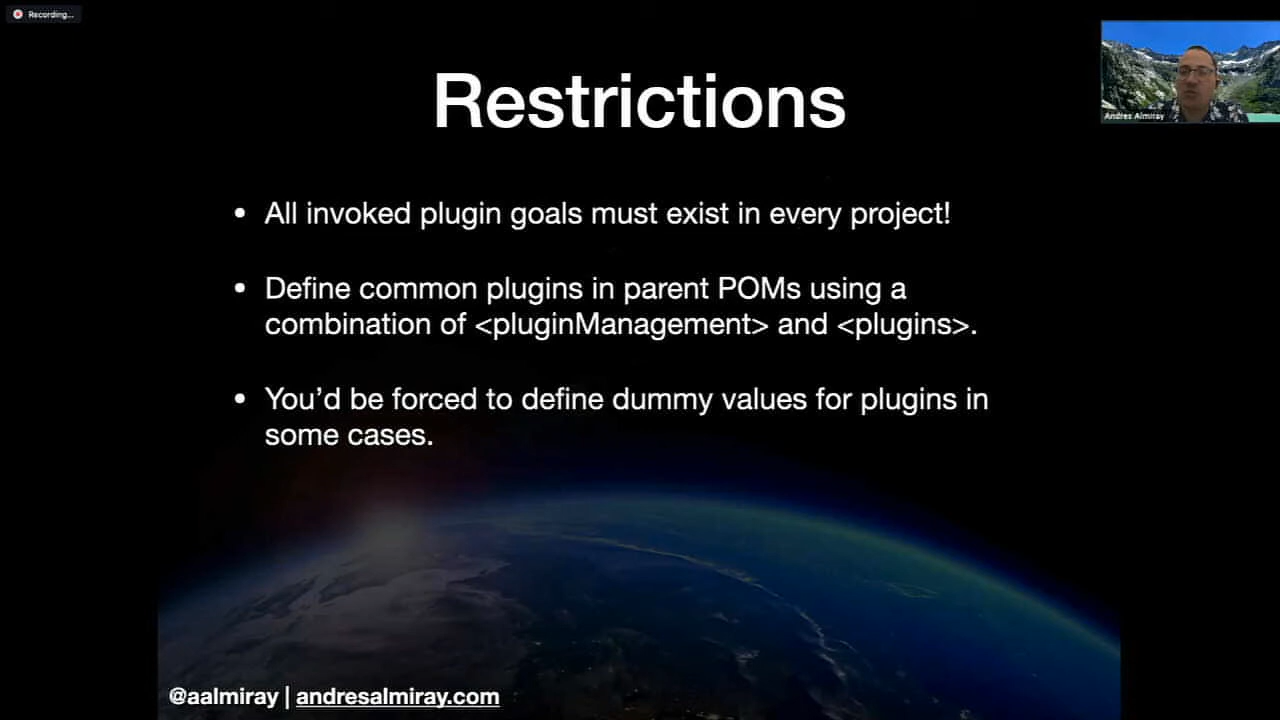 Recording...
Restrictions
Andres Almiray
• All invoked plugin goals must exist in every project!
• Define common plugins in parent POMs using a
combination of <pluginManagement> and <plugins>.
• You’d be forced to define dummy values for plugins in
some cases.
@aalmiray | andresalmiray.com